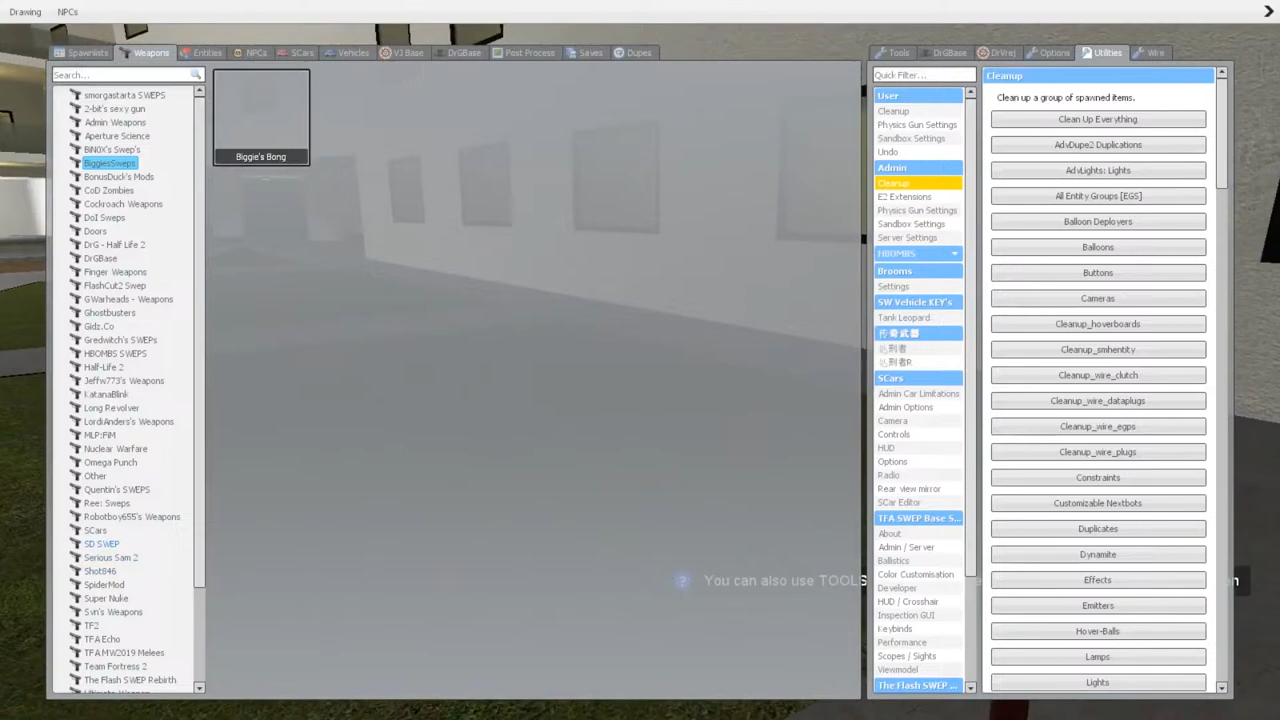 Drawing NPCs
Spawnlists Weapons Entities NPCs SCars Vehicles VJ Base DrGBase Post Process Saves Dupes
Tools DrGBase DrVrej Options Utilities Wire
Search...
smorgastarta SWEPS
2-bit's sexy gun
Admin Weapons
Aperture Science
BiN0X's Swep's
BiggiesSweps
BonusDuck's Mods
CoD Zombies
Cockroach Weapons
DoI Sweps
Doors
DrG - Half Life 2
DrGBase
Finger Weapons
FlashCut2 Swep
GWarheads - Weapons
Ghostbusters
Gidz.Co
Gredwitch's SWEPs
HBOMBS SWEPS
Half-Life 2
Jeffw773's Weapons
KatanaBlink
Long Revolver
LordiAnders's Weapons
MLP:FiM
Nuclear Warfare
Omega Punch
Other
Quentin's SWEPS
Ree: Sweps
Robotboy655's Weapons
SCars
SD SWEP
Serious Sam 2
Shot846
SpiderMod
Super Nuke
Svn's Weapons
TF2
TFA Echo
TFA MW2019 Melees
Team Fortress 2
The Flash SWEP Rebirth
Biggie's Bong
You can also use TOOLS
Quick Filter...
User
Cleanup
Physics Gun Settings
Sandbox Settings
Undo
Admin
Cleanup
E2 Extensions
Physics Gun Settings
Sandbox Settings
Server Settings
HBOMBS
Brooms
Settings
SW Vehicle KEY's
Tank Leopard
SCars
Admin Car Limitations
Admin Options
Camera
Controls
HUD
Options
Radio
Rear view mirror
SCar Editor
TFA SWEP Base S...
About
Admin / Server
Ballistics
Color Customisation
Developer
HUD / Crosshair
Inspection GUI
Keybinds
Performance
Scopes / Sights
Viewmodel
The Flash SWEP ...
Cleanup
Clean up a group of spawned items.
Clean Up Everything
AdvDupe2 Duplications
AdvLights: Lights
All Entity Groups [EGS]
Balloon Deployers
Balloons
Buttons
Cameras
Cleanup_hoverboards
Cleanup_smhentity
Cleanup_wire_clutch
Cleanup_wire_dataplugs
Cleanup_wire_egps
Cleanup_wire_plugs
Constraints
Customizable Nextbots
Duplicates
Dynamite
Effects
Emitters
Hover-Balls
Lamps
Lights